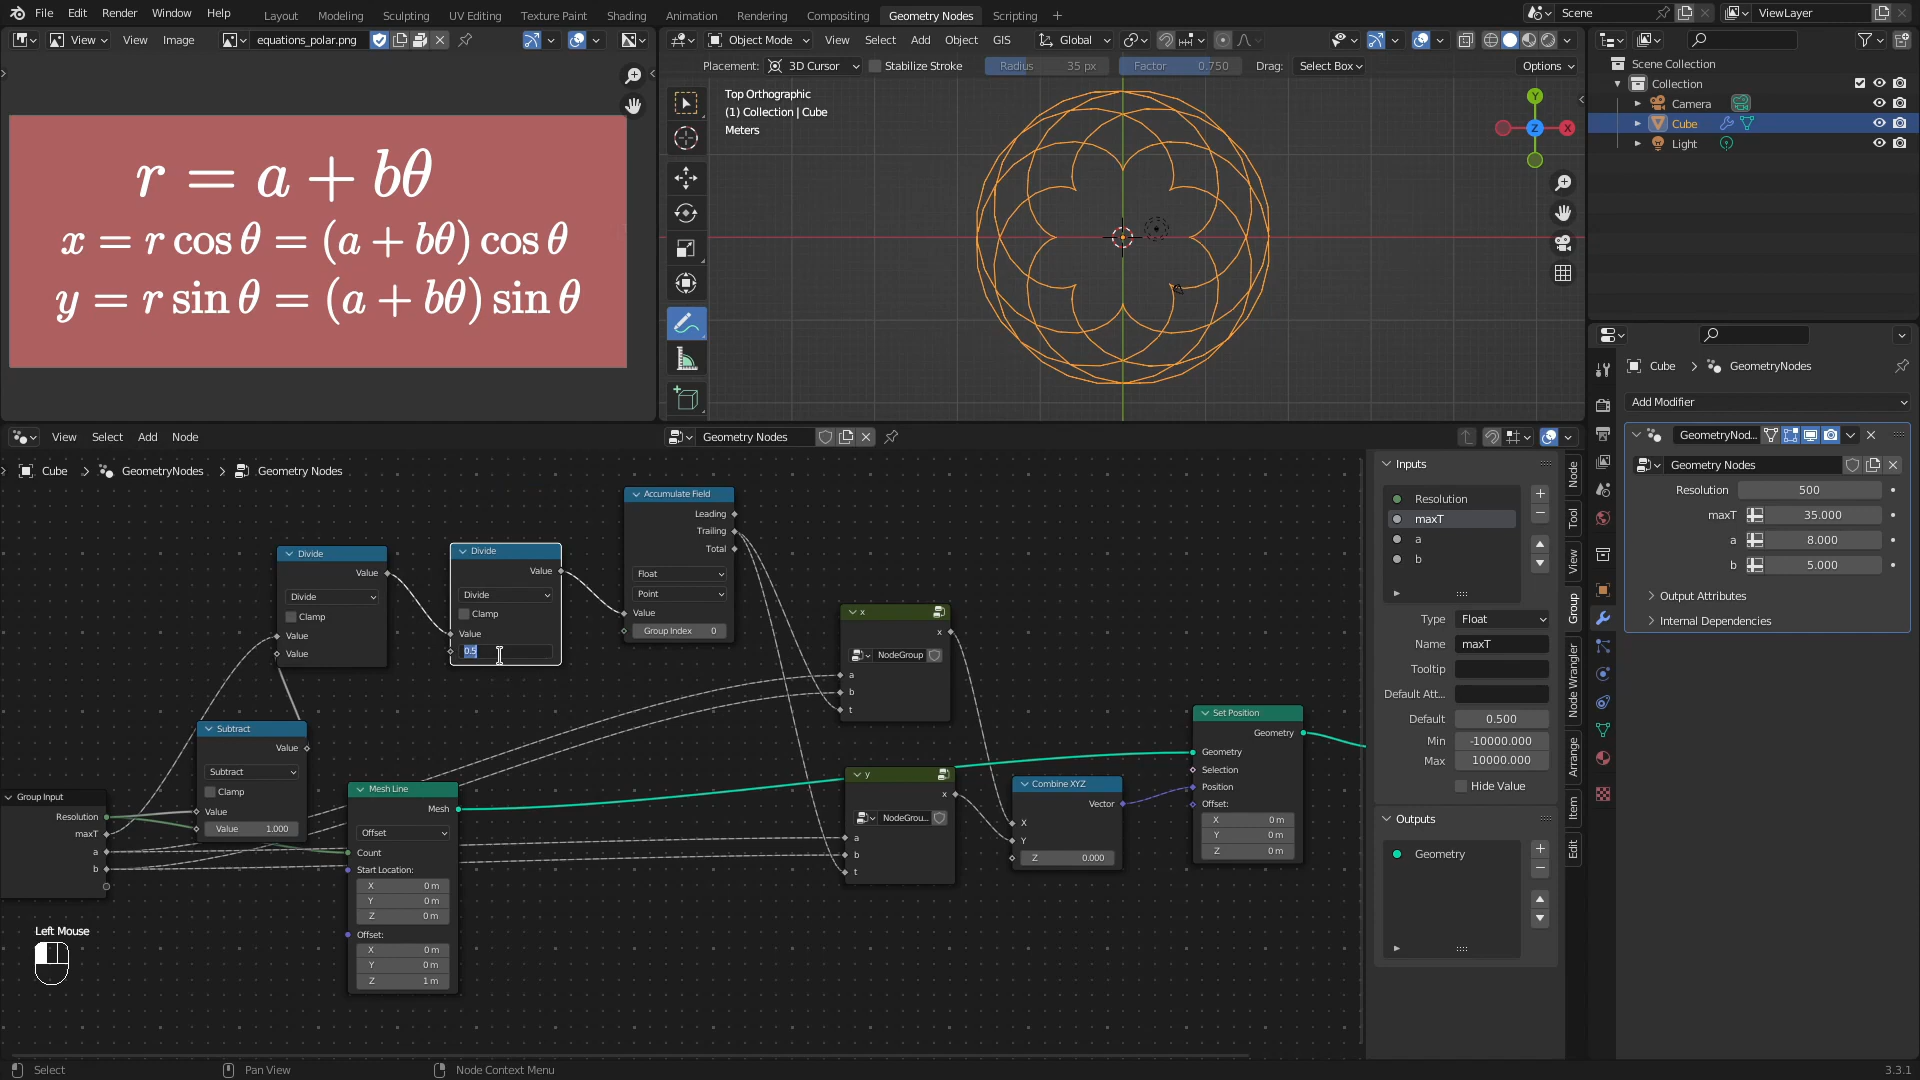 File Edit Render Window Help Layout Modeling Sculpting UV Editing Texture Paint Shading Animation Rendering Compositing Geometry Nodes Scripting + Scene ViewLayer
View View Image equations_polar.png
Object Mode View Select Add Object GIS Global
Placement: 3D Cursor Stabilize Stroke Radius 35 px Factor 0.750 Drag: Select Box Options
r = a + bθ
x = r cos θ = (a + bθ) cos θ
y = r sin θ = (a + bθ) sin θ
Top Orthographic
(1) Collection | Cube
Meters
Y
Z
X
Scene Collection
Collection
Camera
Cube
Light
Cube > GeometryNodes
Add Modifier
GeometryNod...
Geometry Nodes
Resolution 500
maxT 35.000
a 8.000
b 5.000
Output Attributes
Internal Dependencies
View Select Add Node Geometry Nodes
Cube > GeometryNodes > Geometry Nodes
Divide
Value
Divide
Clamp
Value
Value
Divide
Value
Divide
Clamp
Value
0.5
Accumulate Field
Leading
Trailing
Total
Float
Point
Value
Group Index 0
Subtract
Value
Subtract
Clamp
Value
Value 1.000
Group Input
Resolution
maxT
a
b
Mesh Line
Mesh
Offset
Count
Start Location:
X 0 m
Y 0 m
Z 0 m
Offset:
X 0 m
Y 0 m
Z 1 m
x
x
NodeGroup
a
b
t
y
x
NodeGrou...
a
b
t
Combine XYZ
Vector
X
Y
Z 0.000
Set Position
Geometry
Geometry
Selection
Position
Offset:
X 0 m
Y 0 m
Z 0 m
Inputs
Resolution
maxT
a
b
Type Float
Name maxT
Tooltip
Default Att...
Default 0.500
Min -10000.000
Max 10000.000
Hide Value
Outputs
Geometry
Node
Tool
View
Group
Node Wrangler
Arrange
Item
Edit
Left Mouse
Select Pan View Node Context Menu 3.3.1